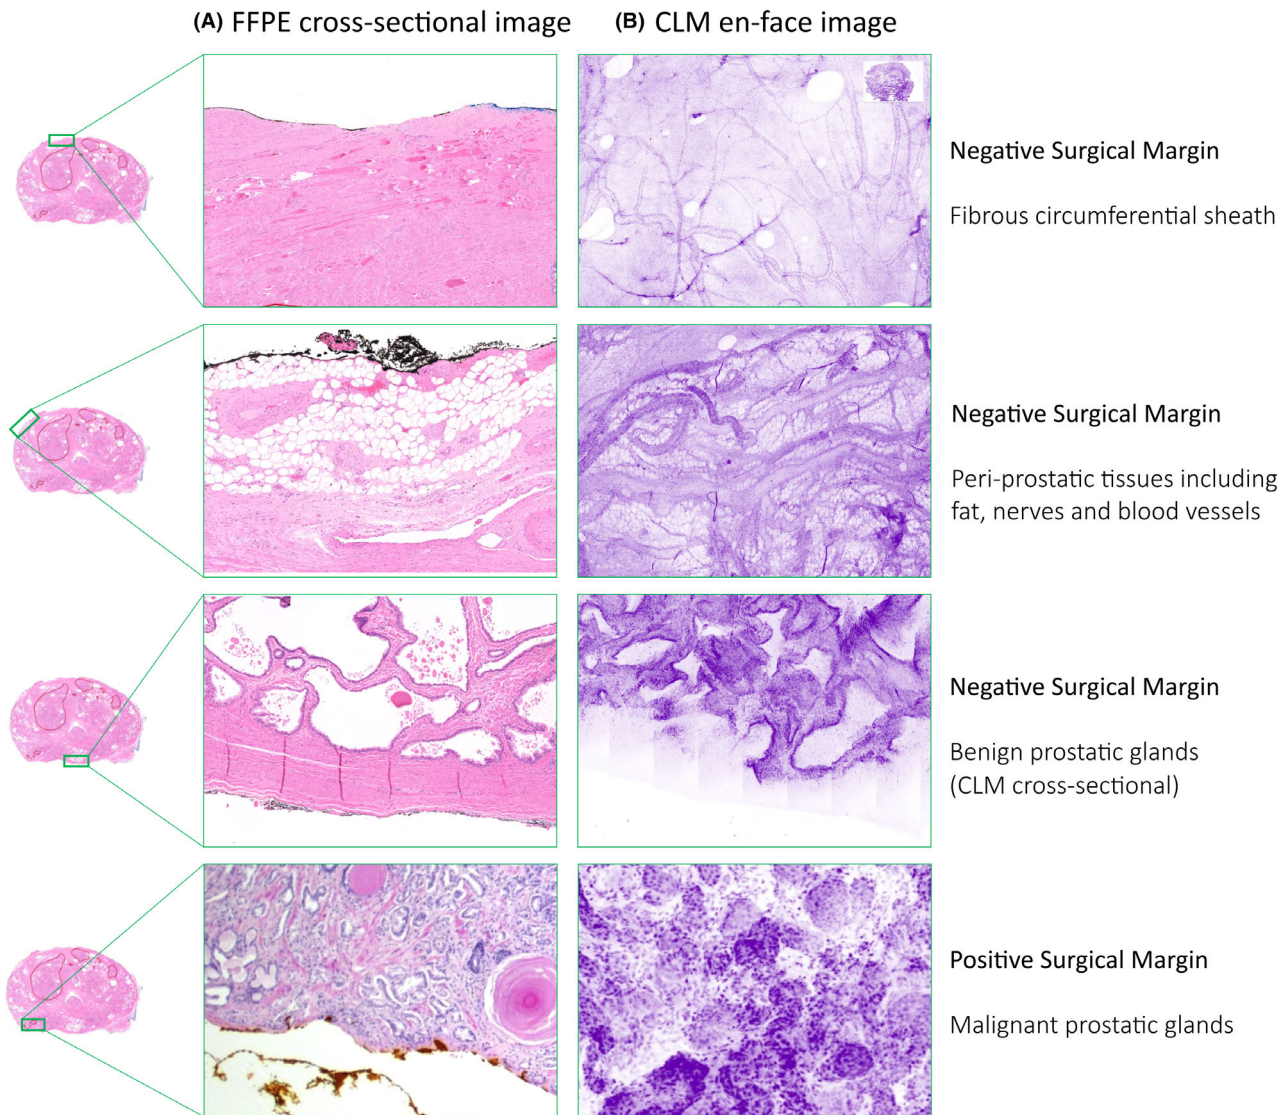 (A) FFPE cross-sectional image
(B) CLM en-face image
Negative Surgical Margin
Fibrous circumferential sheath
Negative Surgical Margin
Peri-prostatic tissues including
fat, nerves and blood vessels
Negative Surgical Margin
Benign prostatic glands
(CLM cross-sectional)
Positive Surgical Margin
Malignant prostatic glands